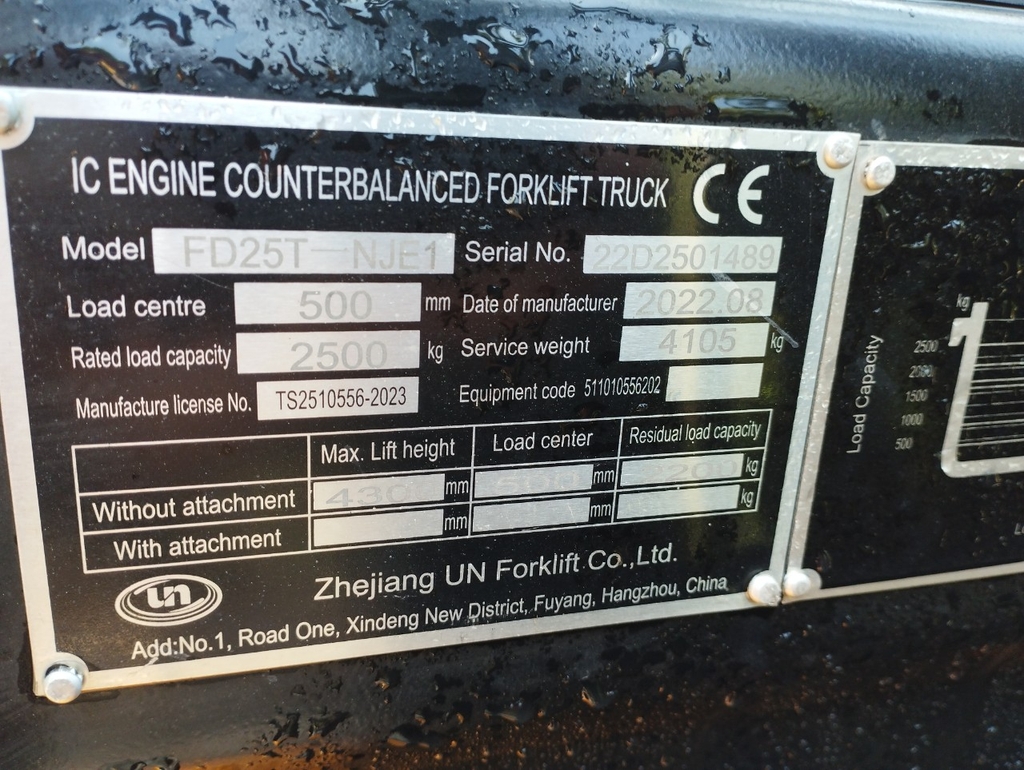 IC ENGINE COUNTERBALANCED FORKLIFT TRUCK CE
Model FD25T-NJE1 Serial No. 22D2501489
Load centre 500 mm Date of manufacturer 2022.08
Rated load capacity 2500 kg Service weight 4105 kg
Manufacture license No. TS2510556-2023 Equipment code 511010556202
Max. Lift height Load center Residual load capacity
Without attachment mm mm kg
With attachment mm mm kg
un
Zhejiang UN Forklift Co.,Ltd.
Add:No.1, Road One, Xindeng New District, Fuyang, Hangzhou, China
kg
Load Capacity
2500
2000
1500
1000
500